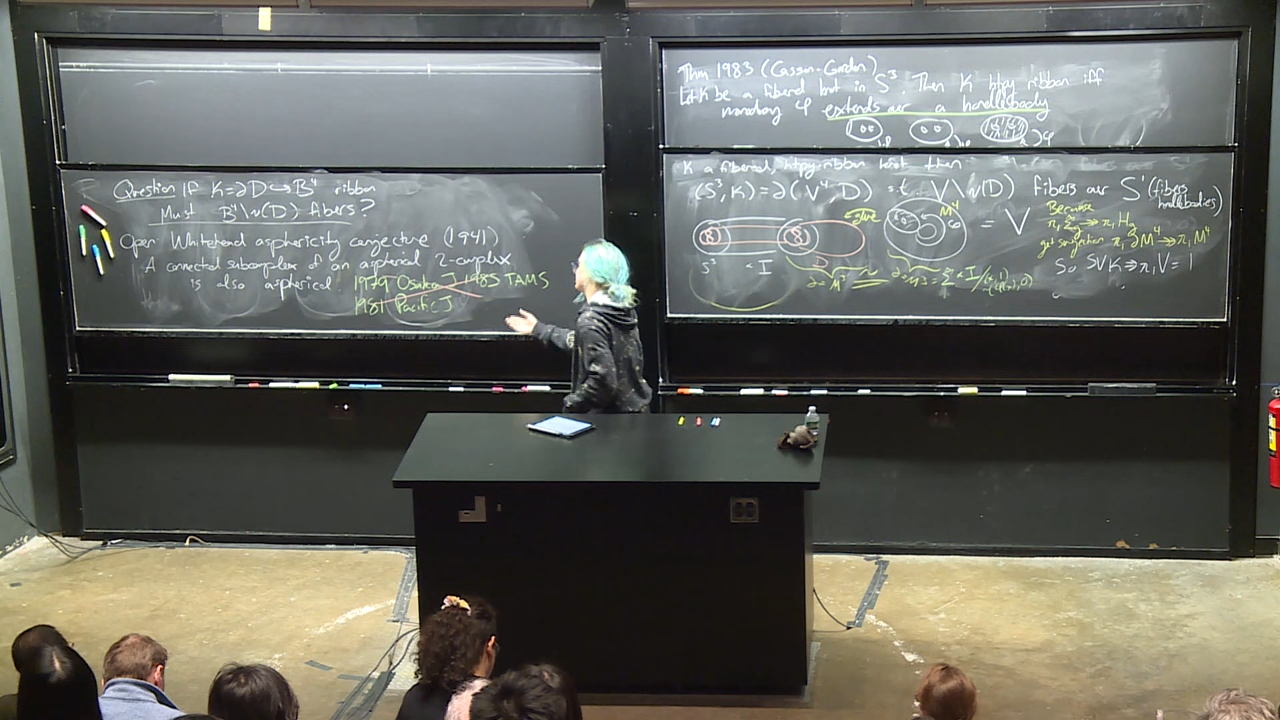 Question If K=∂D↪B⁴ ribbon
Must B⁴\ν(D) fibers?
Open Whitehead asphericity conjecture (1941)
A connected subcomplex of an aspherical 2-complex
is also aspherical
1979 Osaka J 1983 TAMS
1981 Pacific J
Thm 1983 (Casson-Gordon)
Let K be a fibered knot in S³. Then K htpy ribbon iff
monodromy φ extends over a handlebody
K a fibered, htpy-ribbon knot then
(S³,K)=∂(V⁴,D) s.t. V\ν(D) fibers over S¹ (fibers handlebodies)
glue
M⁴
= V
Because
get surjection π₁∂M⁴↠π₁M⁴
S³ × I
D
So π₁V=1